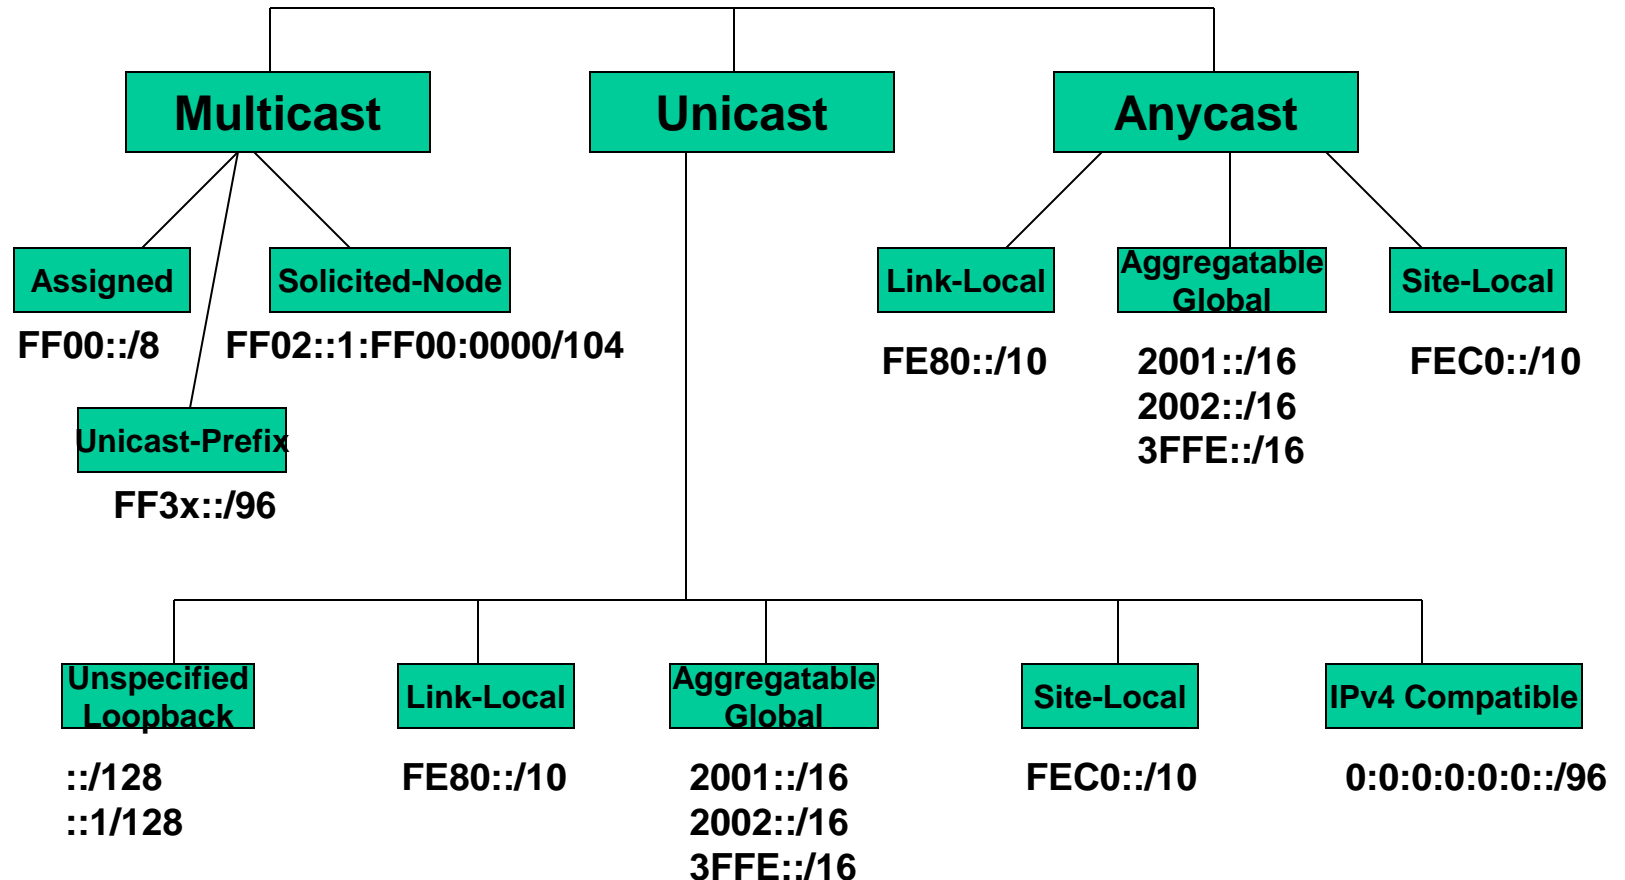 Multicast
Unicast
Anycast
Assigned
Solicited-Node
Link-Local
Aggregatable
Global
Site-Local
FF00::/8
FF02::1:FF00:0000/104
FE80::/10
2001::/16
2002::/16
3FFE::/16
FEC0::/10
Unicast-Prefix
FF3x::/96
Unspecified
Loopback
Link-Local
Aggregatable
Global
Site-Local
IPv4 Compatible
::/128
::1/128
FE80::/10
2001::/16
2002::/16
3FFE::/16
FEC0::/10
0:0:0:0:0:0::/96